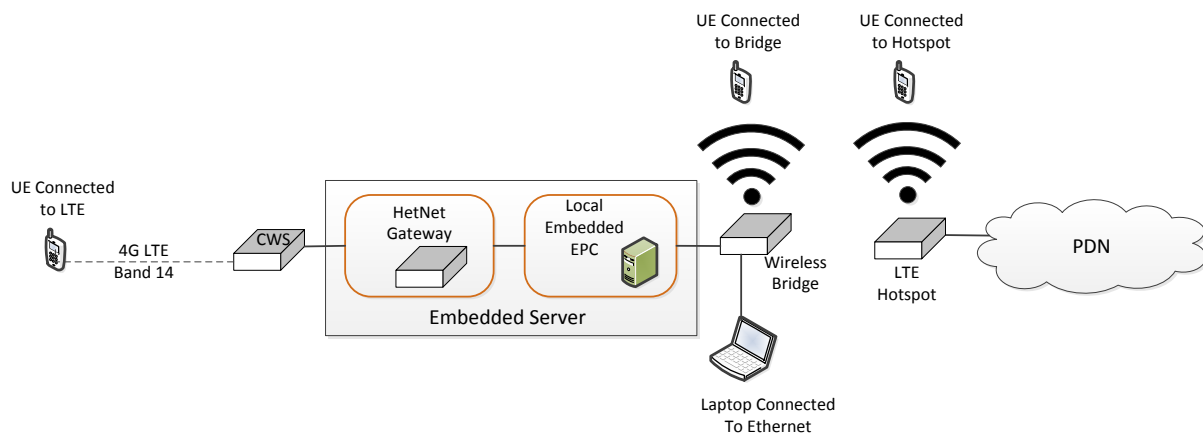 UE Connected
to Bridge
UE Connected
to Hotspot
UE Connected
to LTE
4G LTE
Band 14
CWS
HetNet
Gateway
Local
Embedded
EPC
Embedded Server
Wireless
Bridge
LTE
Hotspot
PDN
Laptop Connected
To Ethernet